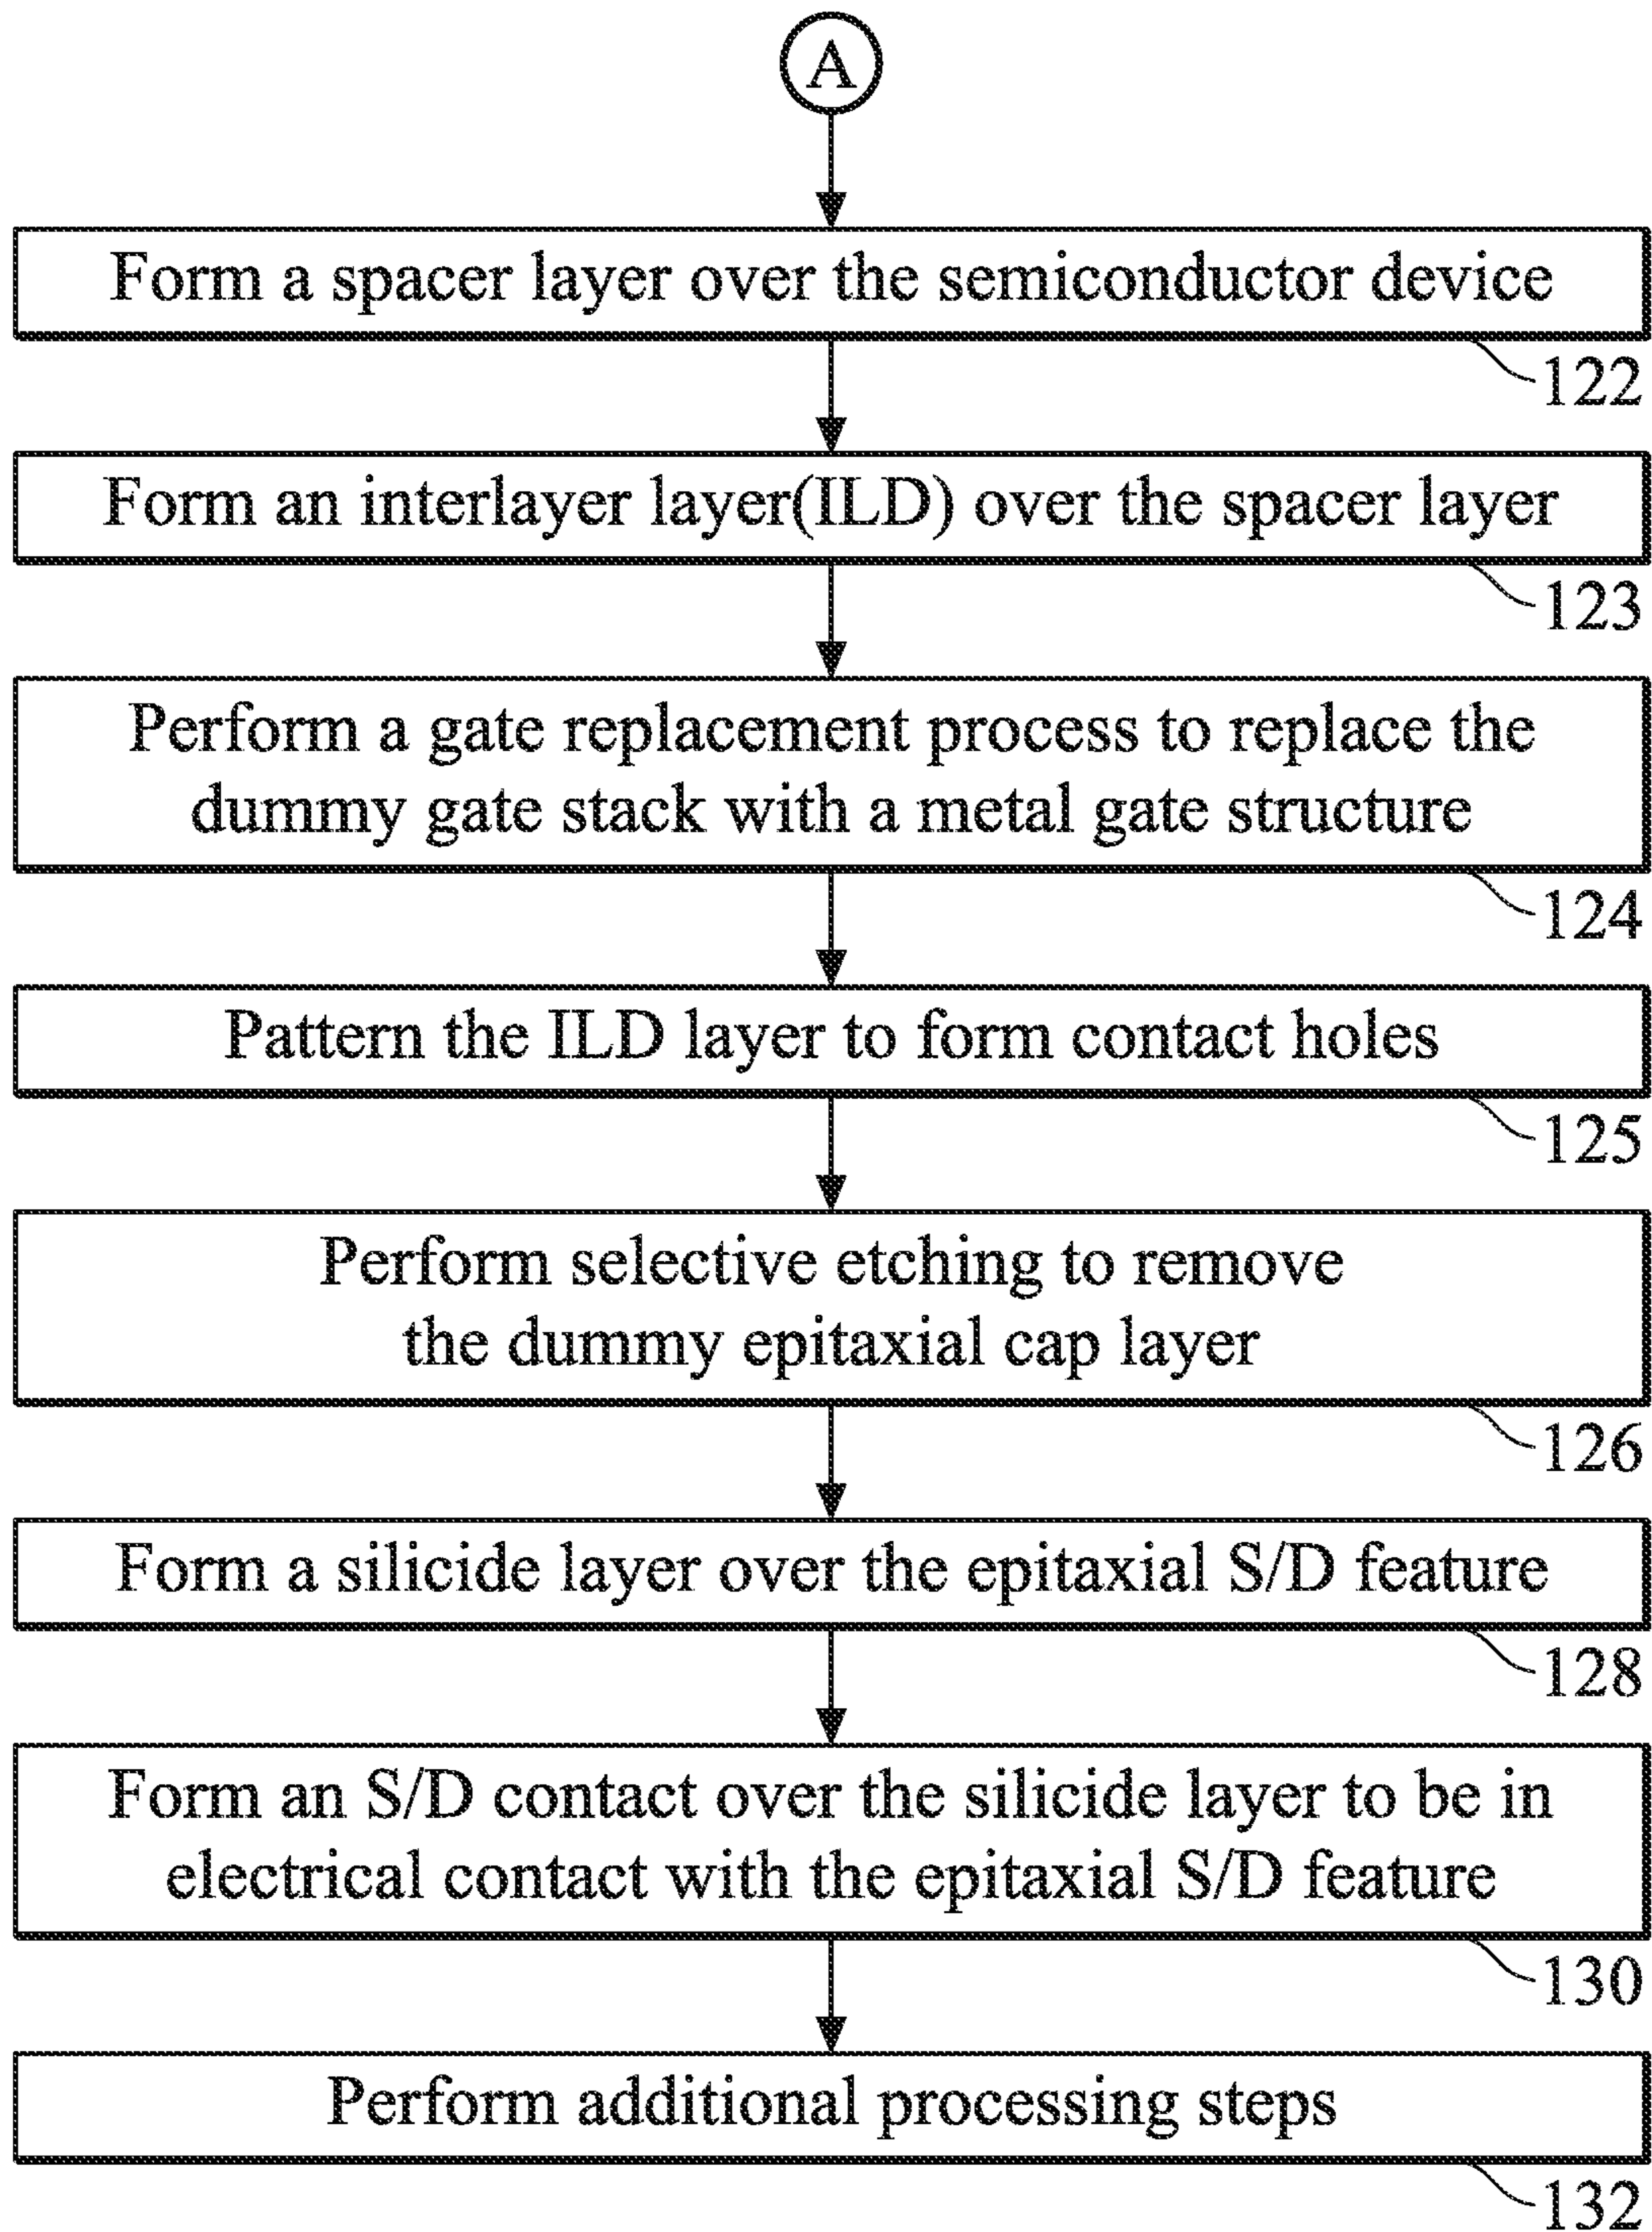 A
Form a spacer layer over the semiconductor device
122
Form an interlayer layer(ILD) over the spacer layer
123
Perform a gate replacement process to replace the
dummy gate stack with a metal gate structure
124
Pattern the ILD layer to form contact holes
125
Perform selective etching to remove
the dummy epitaxial cap layer
126
Form a silicide layer over the epitaxial S/D feature
128
Form an S/D contact over the silicide layer to be in
electrical contact with the epitaxial S/D feature
130
Perform additional processing steps
132